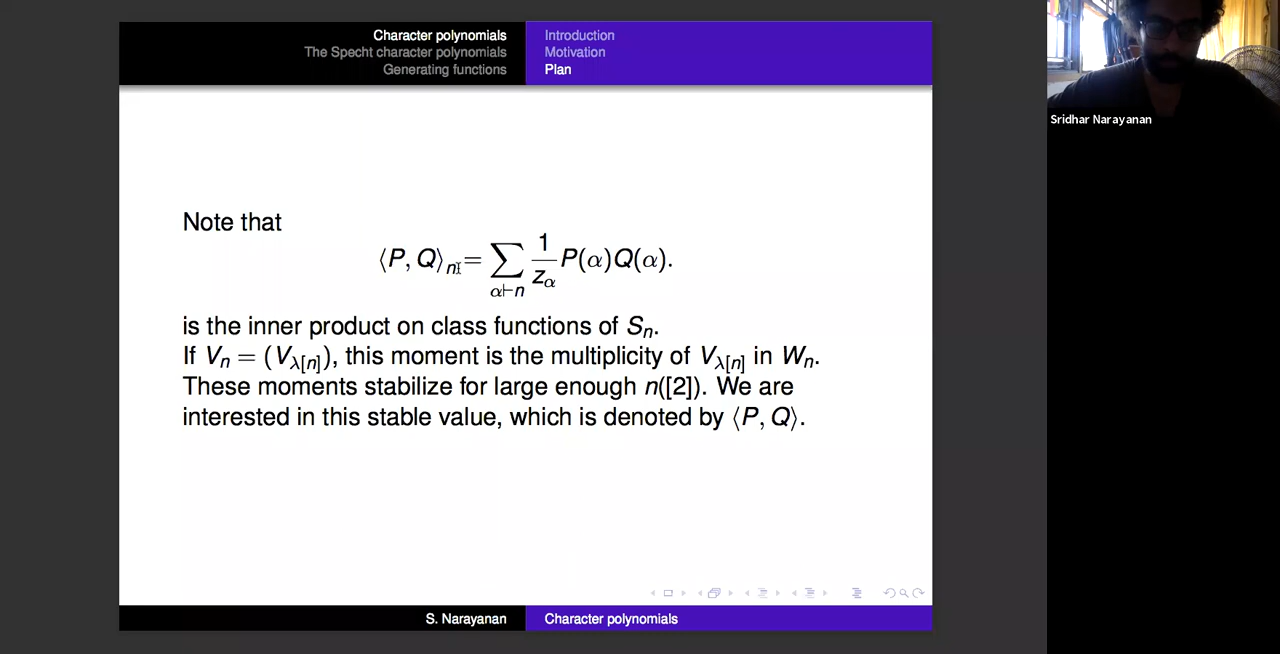 Character polynomials
The Specht character polynomials
Generating functions
Introduction
Motivation
Plan
Sridhar Narayanan
Note that
⟨P, Q⟩ₙ = ∑_{α⊢n} 1/z_α P(α)Q(α).
is the inner product on class functions of Sₙ.
If Vₙ = (V_{λ[n]}), this moment is the multiplicity of V_{λ[n]} in Wₙ.
These moments stabilize for large enough n([2]). We are
interested in this stable value, which is denoted by ⟨P, Q⟩.
S. Narayanan
Character polynomials